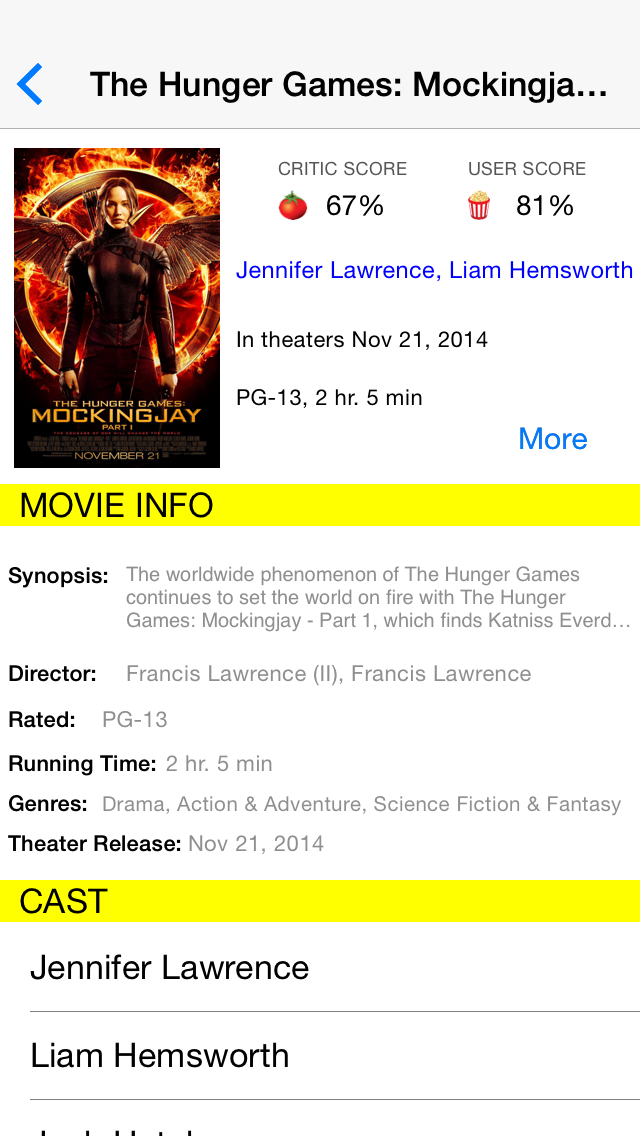 The Hunger Games: Mockingja...
CRITIC SCORE
USER SCORE
67%
81%
Jennifer Lawrence, Liam Hemsworth
In theaters Nov 21, 2014
PG-13, 2 hr. 5 min
More
THE HUNGER GAMES:
MOCKINGJAY
PART 1
NOVEMBER 21
MOVIE INFO
Synopsis: The worldwide phenomenon of The Hunger Games
continues to set the world on fire with The Hunger
Games: Mockingjay - Part 1, which finds Katniss Everd...
Director: Francis Lawrence (II), Francis Lawrence
Rated: PG-13
Running Time: 2 hr. 5 min
Genres: Drama, Action & Adventure, Science Fiction & Fantasy
Theater Release: Nov 21, 2014
CAST
Jennifer Lawrence
Liam Hemsworth